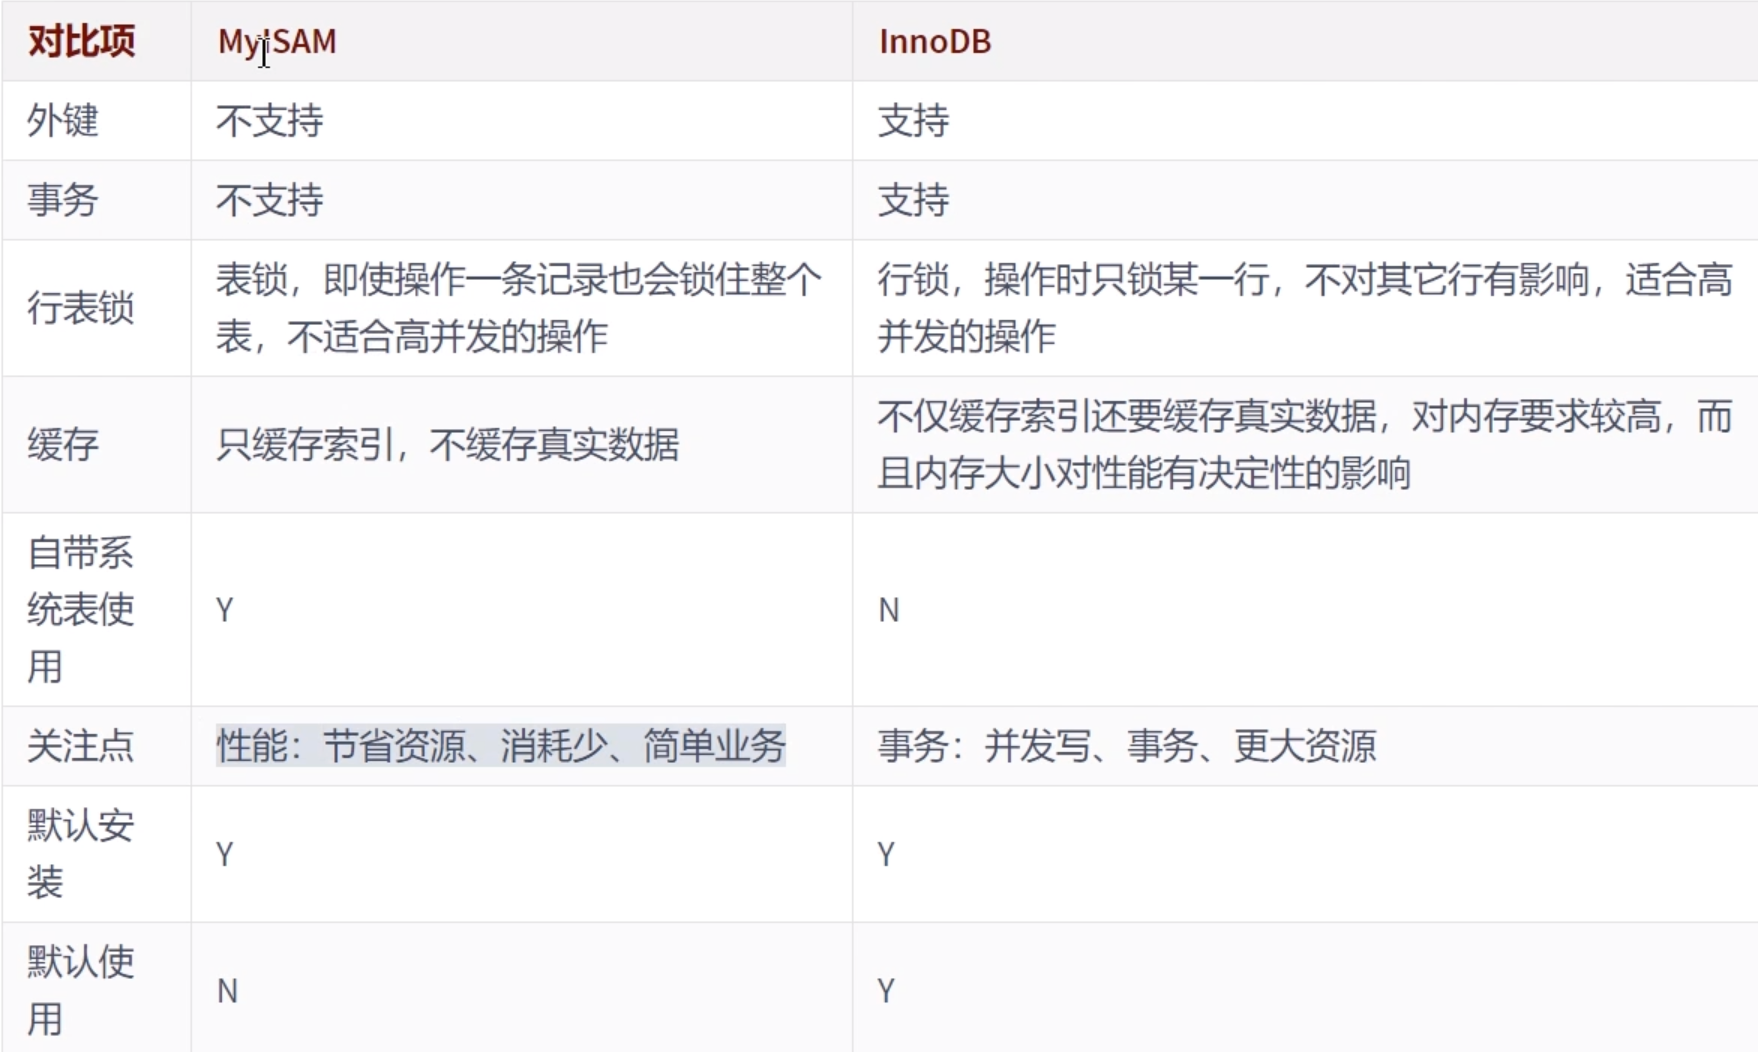 对比项 MyISAM InnoDB
外键 不支持 支持
事务 不支持 支持
行表锁 表锁，即使操作一条记录也会锁住整个表，不适合高并发的操作 行锁，操作时只锁某一行，不对其它行有影响，适合高并发的操作
缓存 只缓存索引，不缓存真实数据 不仅缓存索引还要缓存真实数据，对内存要求较高，而且内存大小对性能有决定性的影响
自带系统表使用 Y N
关注点 性能：节省资源、消耗少、简单业务 事务：并发写、事务、更大资源
默认安装 Y Y
默认使用 N Y